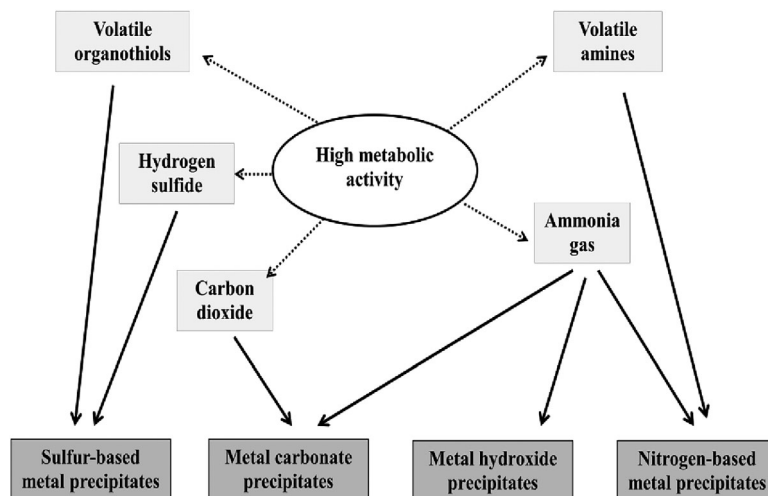 Volatile
organothiols
Volatile
amines
High metabolic
activity
Hydrogen
sulfide
Ammonia
gas
Carbon
dioxide
Sulfur-based
metal precipitates
Metal carbonate
precipitates
Metal hydroxide
precipitates
Nitrogen-based
metal precipitates